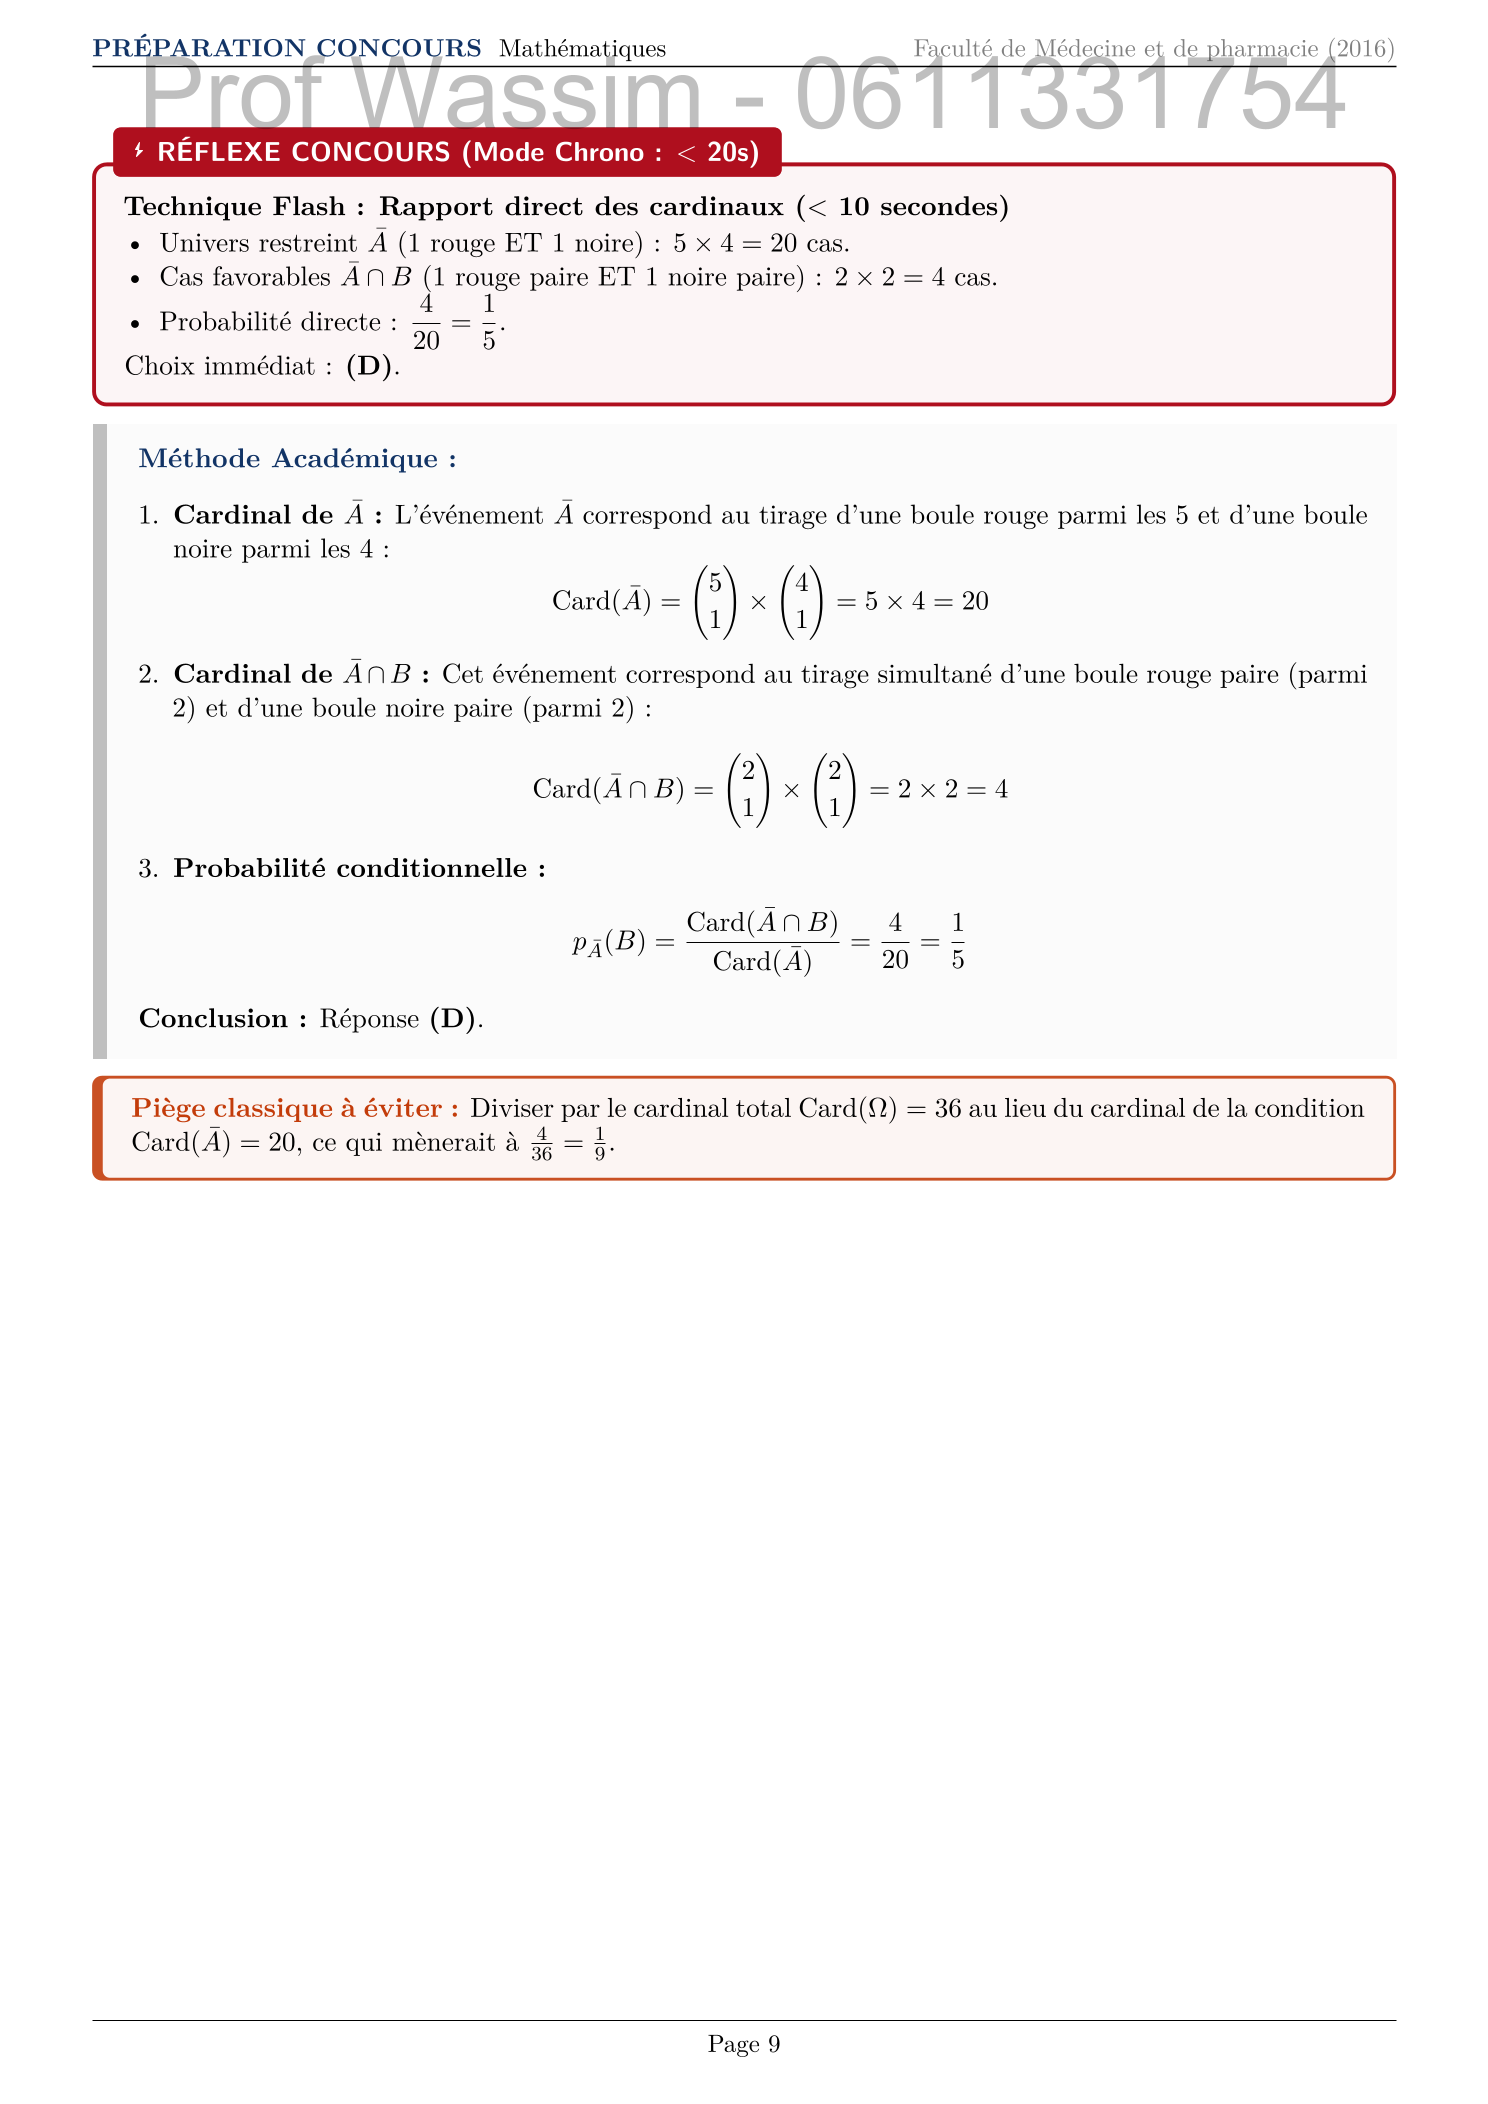 PRÉPARATION CONCOURS Mathématiques Faculté de Médecine et de pharmacie (2016)
Prof Wassim - 0611331754
RÉFLEXE CONCOURS (Mode Chrono : < 20s)
Technique Flash : Rapport direct des cardinaux (< 10 secondes)
• Univers restreint Ā (1 rouge ET 1 noire) : 5 × 4 = 20 cas.
• Cas favorables Ā ∩ B (1 rouge paire ET 1 noire paire) : 2 × 2 = 4 cas.
• Probabilité directe : 4/20 = 1/5.
Choix immédiat : (D).
Méthode Académique :
1. Cardinal de Ā : L'événement Ā correspond au tirage d'une boule rouge parmi les 5 et d'une boule
noire parmi les 4 :
Card(Ā) = (5 1) × (4 1) = 5 × 4 = 20
2. Cardinal de Ā ∩ B : Cet événement correspond au tirage simultané d'une boule rouge paire (parmi
2) et d'une boule noire paire (parmi 2) :
Card(Ā ∩ B) = (2 1) × (2 1) = 2 × 2 = 4
3. Probabilité conditionnelle :
p_Ā(B) = Card(Ā ∩ B)/Card(Ā) = 4/20 = 1/5
Conclusion : Réponse (D).
Piège classique à éviter : Diviser par le cardinal total Card(Ω) = 36 au lieu du cardinal de la condition
Card(Ā) = 20, ce qui mènerait à 4/36 = 1/9.
Page 9